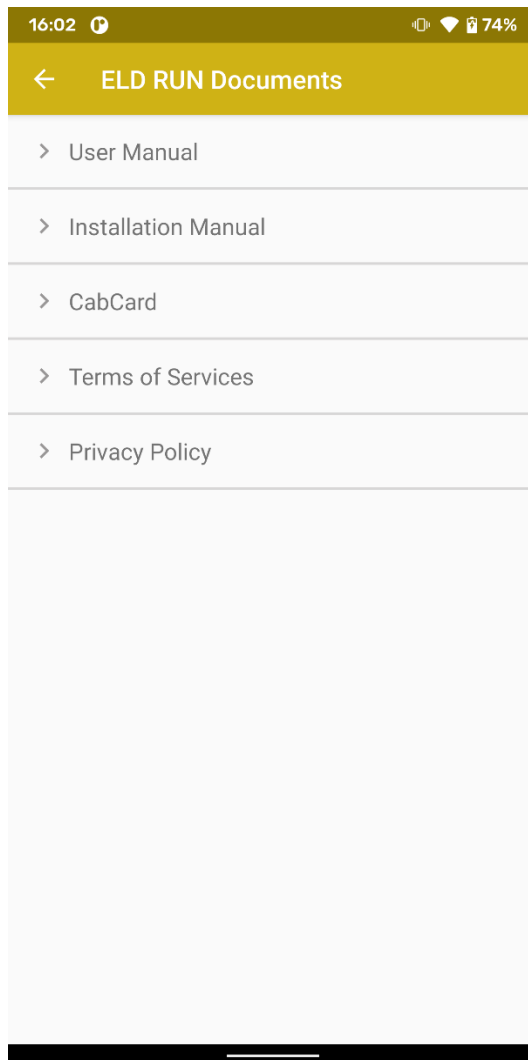 16:02 74%
ELD RUN Documents
User Manual
Installation Manual
CabCard
Terms of Services
Privacy Policy